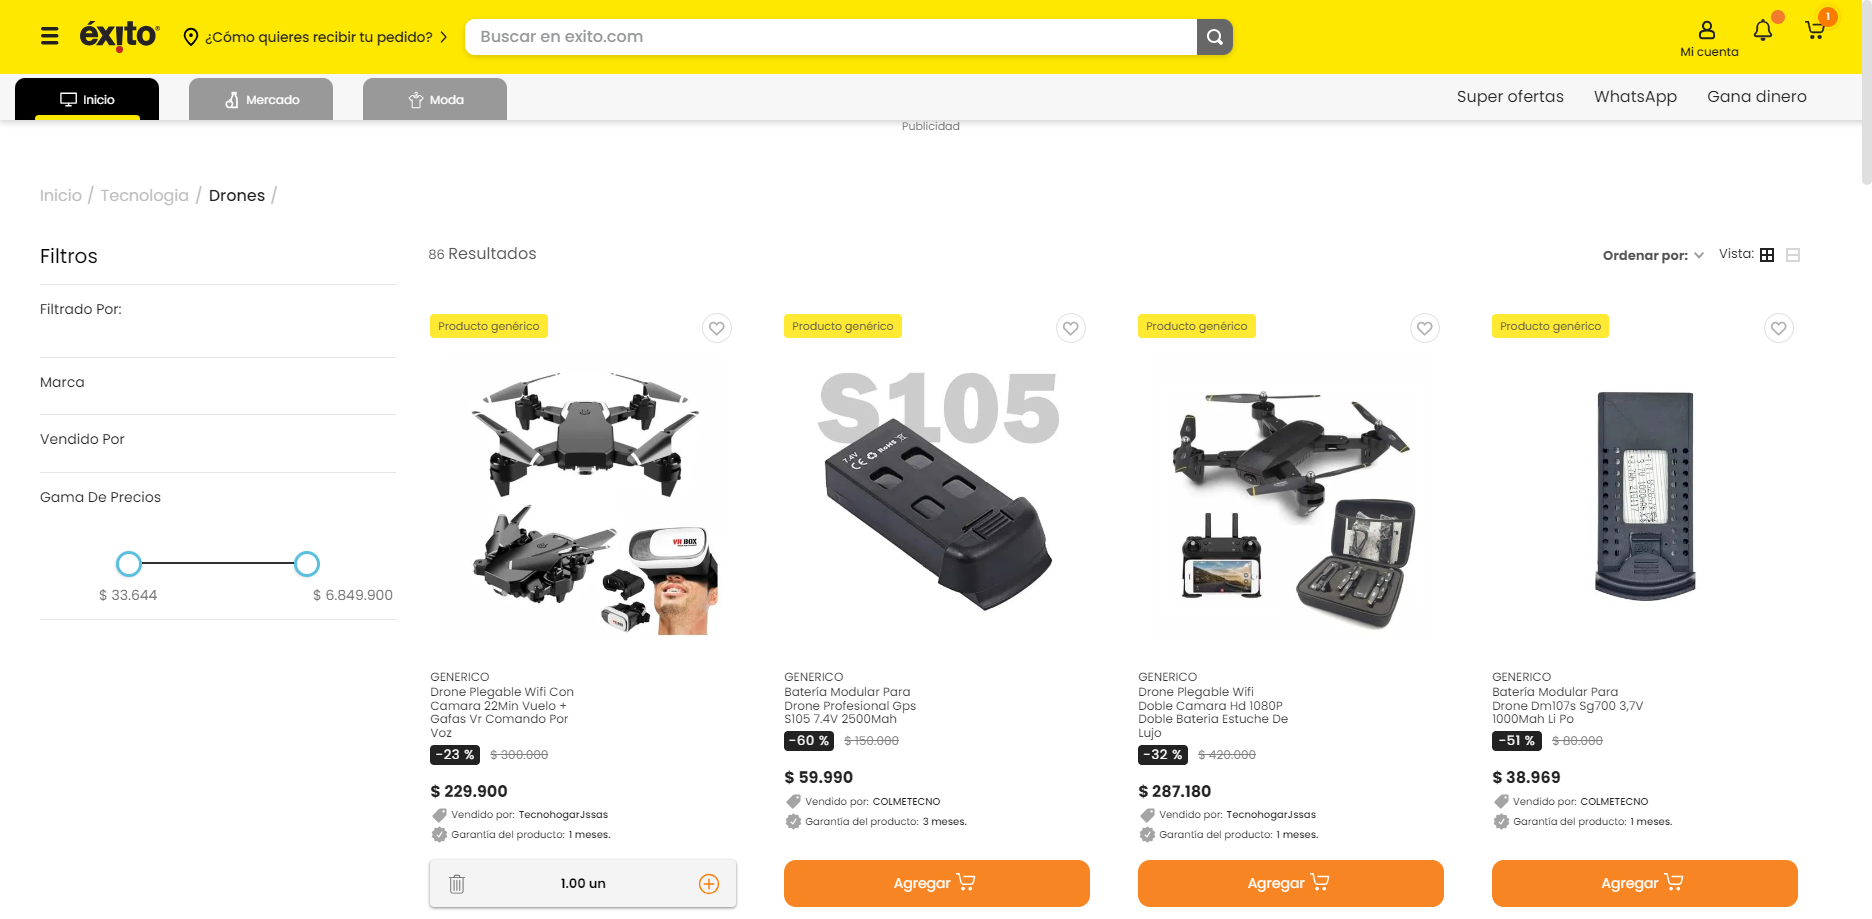 éxito
¿Cómo quieres recibir tu pedido?
Buscar en exito.com
Mi cuenta
1
Inicio
Mercado
Moda
Super ofertas
WhatsApp
Gana dinero
Publicidad
Inicio / Tecnologia / Drones /
Filtros
Filtrado Por:
Marca
Vendido Por
Gama De Precios
$ 33.644
$ 6.849.900
86 Resultados
Ordenar por:
Vista:
Producto genérico
VR BOX
GENERICO
Drone Plegable Wifi Con
Camara 22Min Vuelo +
Gafas Vr Comando Por
Voz
-23 % $ 300.000
$ 229.900
Vendido por: TecnohogarJssas
Garantía del producto: 1 meses.
1.00 un
Producto genérico
S105
7.4V
CE RoHS
GENERICO
Batería Modular Para
Drone Profesional Gps
S105 7.4V 2500Mah
-60 % $ 150.000
$ 59.990
Vendido por: COLMETECNO
Garantía del producto: 3 meses.
Agregar
Producto genérico
GENERICO
Drone Plegable Wifi
Doble Camara Hd 1080P
Doble Bateria Estuche De
Lujo
-32 % $ 420.000
$ 287.180
Vendido por: TecnohogarJssas
Garantía del producto: 1 meses.
Agregar
Producto genérico
GENERICO
Batería Modular Para
Drone Dm107s Sg700 3,7V
1000Mah Li Po
-51 % $ 80.000
$ 38.969
Vendido por: COLMETECNO
Garantía del producto: 1 meses.
Agregar